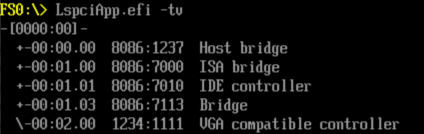 FS0:\> LspciApp.efi -tv
-[0000:00]-
+-00:00.00 8086:1237 Host bridge
+-00:01.00 8086:7000 ISA bridge
+-00:01.01 8086:7010 IDE controller
+-00:01.03 8086:7113 Bridge
\-00:02.00 1234:1111 VGA compatible controller